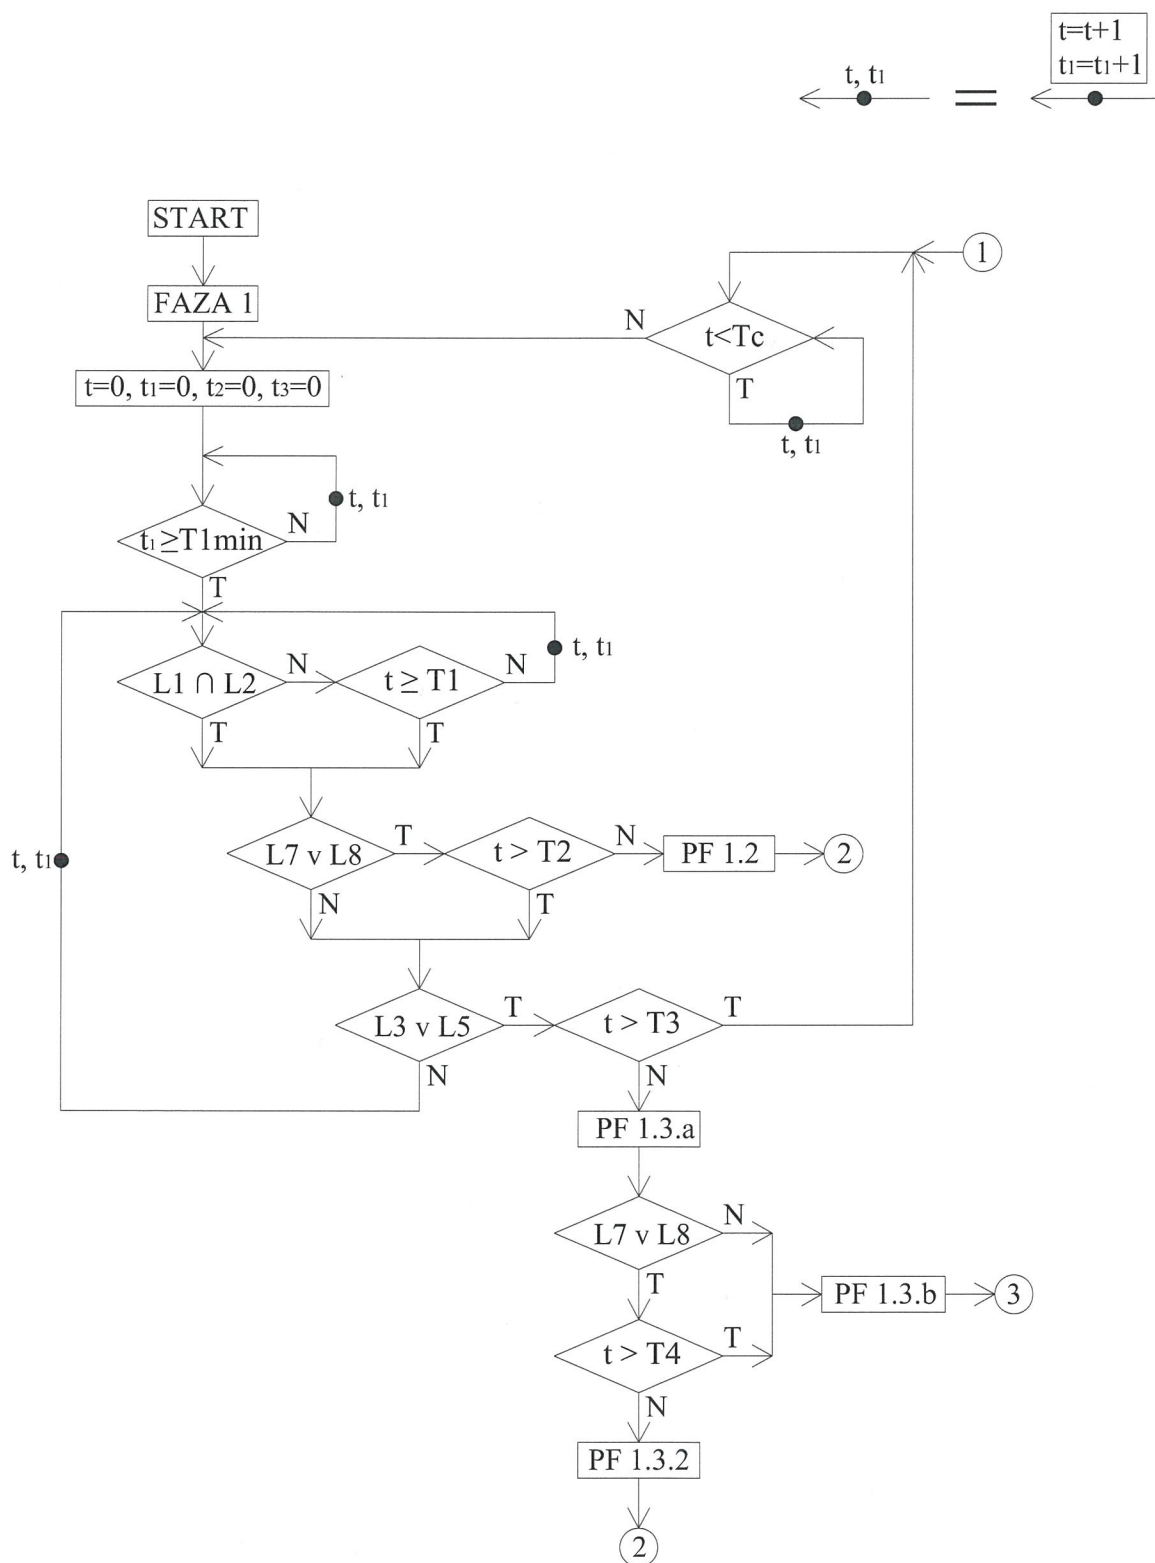 t=t+1
t1=t1+1
t, t1
=
START
1
FAZA 1
N
t<Tc
T
t=0, t1=0, t2=0, t3=0
t, t1
t, t1
t1 ≥T1min
N
T
t, t1
L1 ∩ L2
N
t ≥ T1
N
T
T
t, t1
L7 v L8
T
t > T2
N
PF 1.2
2
N
T
L3 v L5
T
t > T3
T
N
N
PF 1.3.a
L7 v L8
N
T
PF 1.3.b
3
t > T4
T
N
PF 1.3.2
2